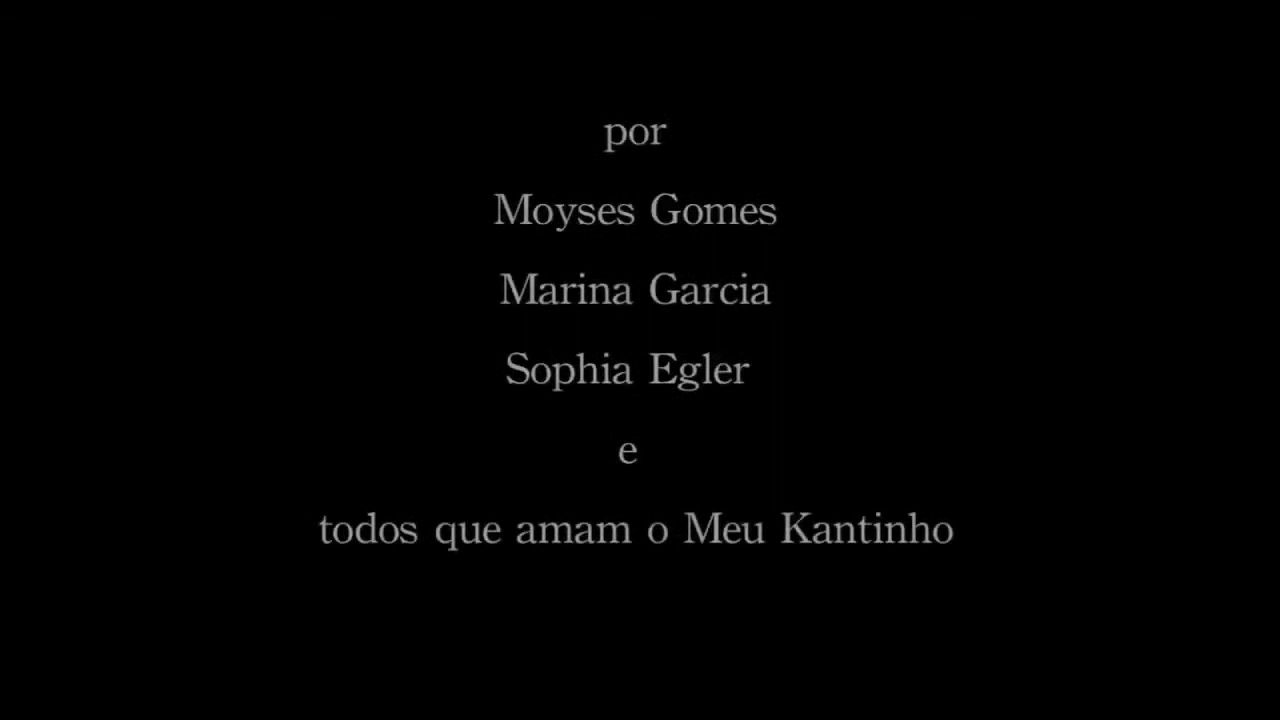 por
Moyses Gomes
Marina Garcia
Sophia Egler
e
todos que amam o Meu Kantinho